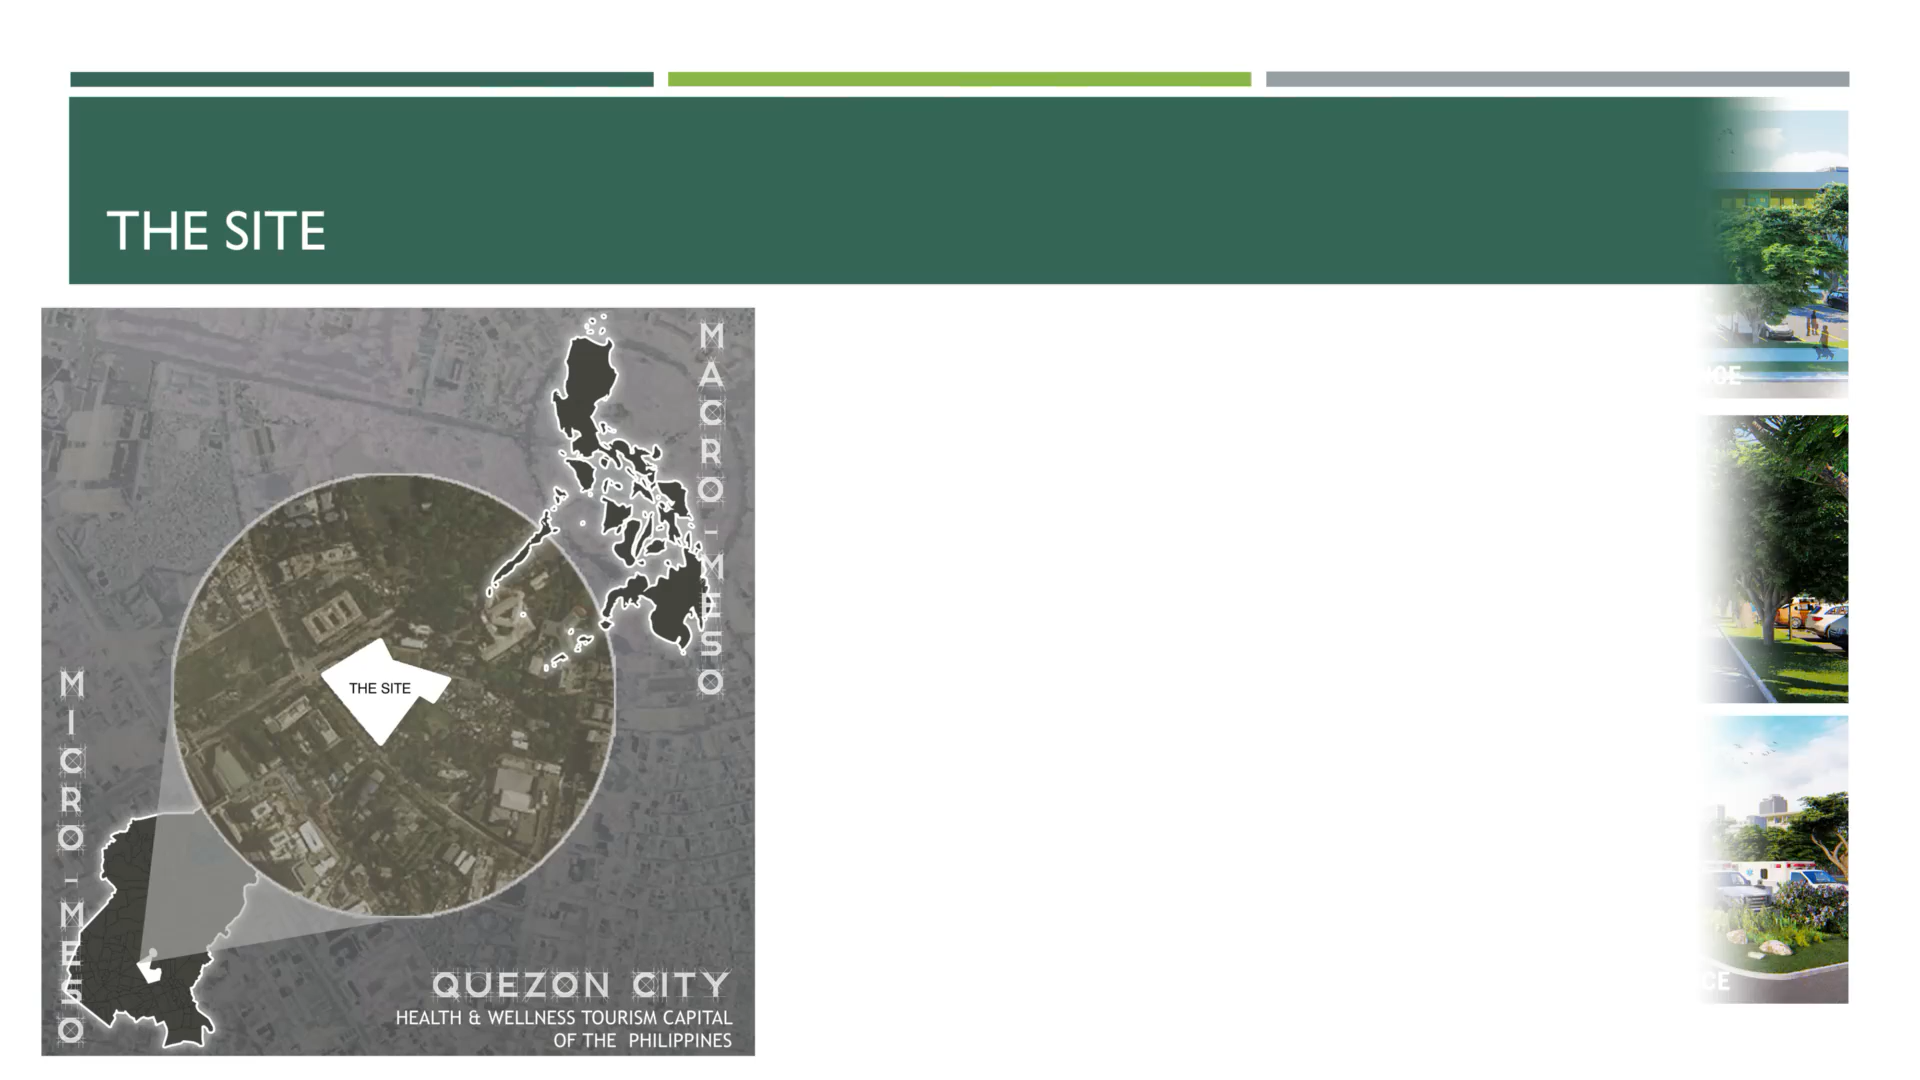 THE SITE
MACRO-MESO
THE SITE
MICRO-MESO
QUEZON CITY
HEALTH & WELLNESS TOURISM CAPITAL
OF THE PHILIPPINES